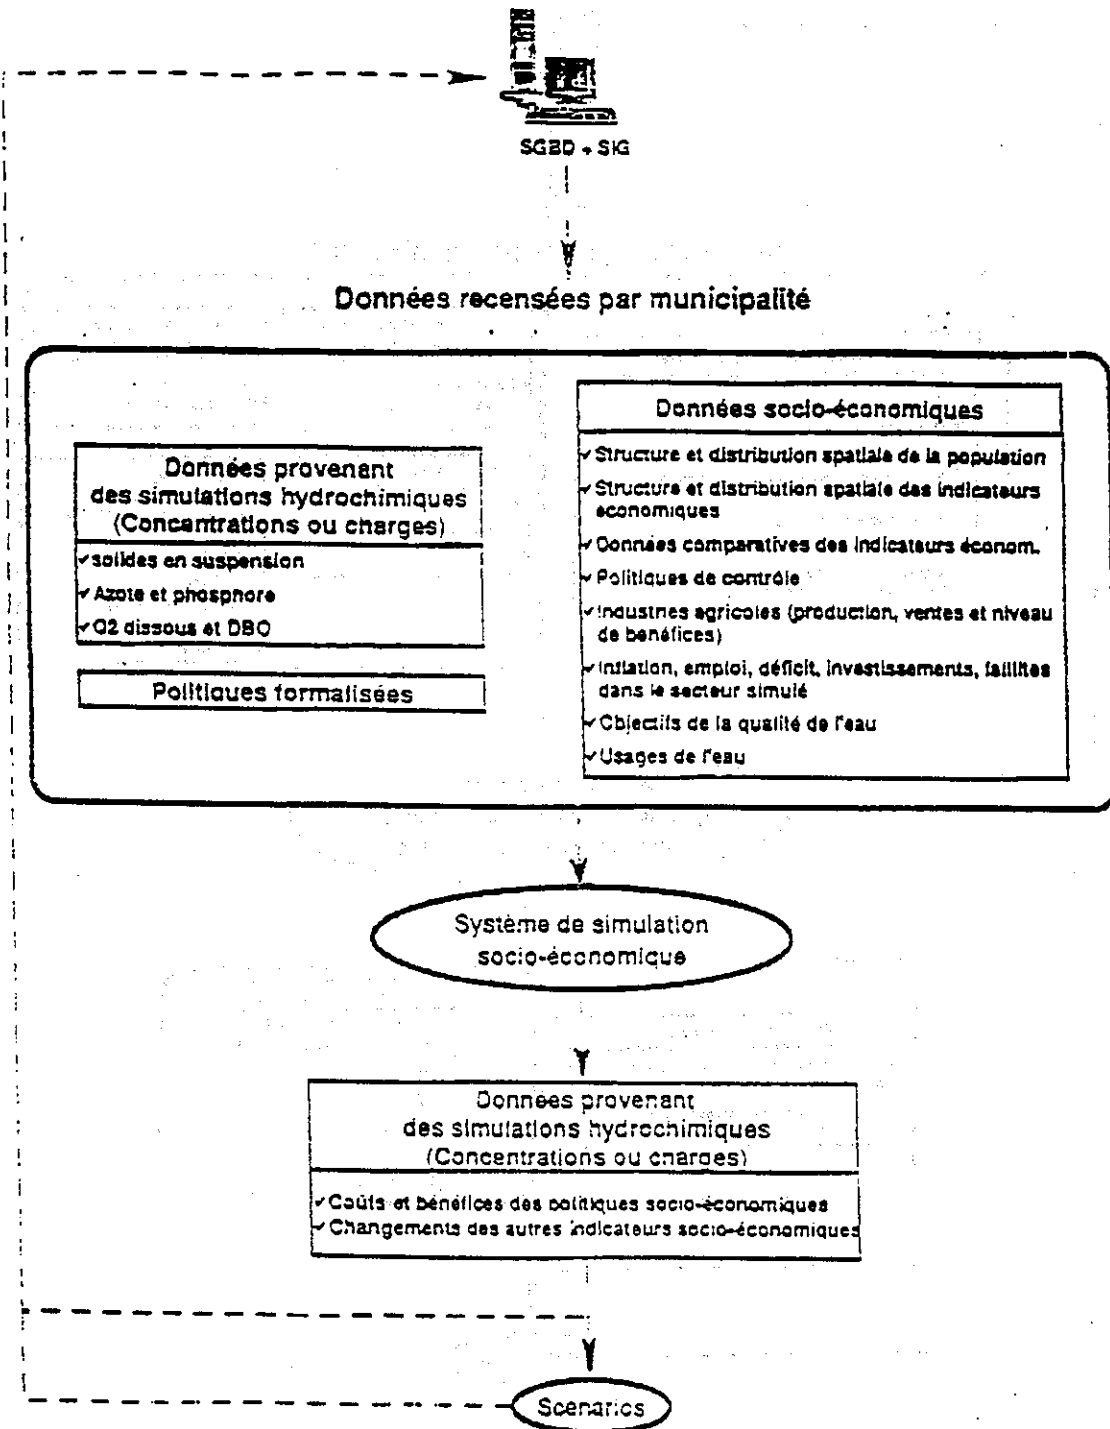 SGBD + SIG
Données recensées par municipalité
Données provenant
des simulations hydrochimiques
(Concentrations ou charges)
✓ solides en suspension
✓ Azote et phosphore
✓ O2 dissous et DBO
Politiques formalisées
Données socio-économiques
✓ Structure et distribution spatiale de la population
✓ Structure et distribution spatiale des indicateurs
économiques
✓ Données comparatives des indicateurs économ.
✓ Politiques de contrôle
✓ Industries agricoles (production, ventes et niveau
de bénéfices)
✓ Inflation, emploi, déficit, investissements, faillites
dans le secteur simulé
✓ Objectifs de la qualité de l'eau
✓ Usages de l'eau
Système de simulation
socio-économique
Données provenant
des simulations hydrochimiques
(Concentrations ou charges)
✓ Coûts et bénéfices des politiques socio-économiques
✓ Changements des autres indicateurs socio-économiques
Scenarios